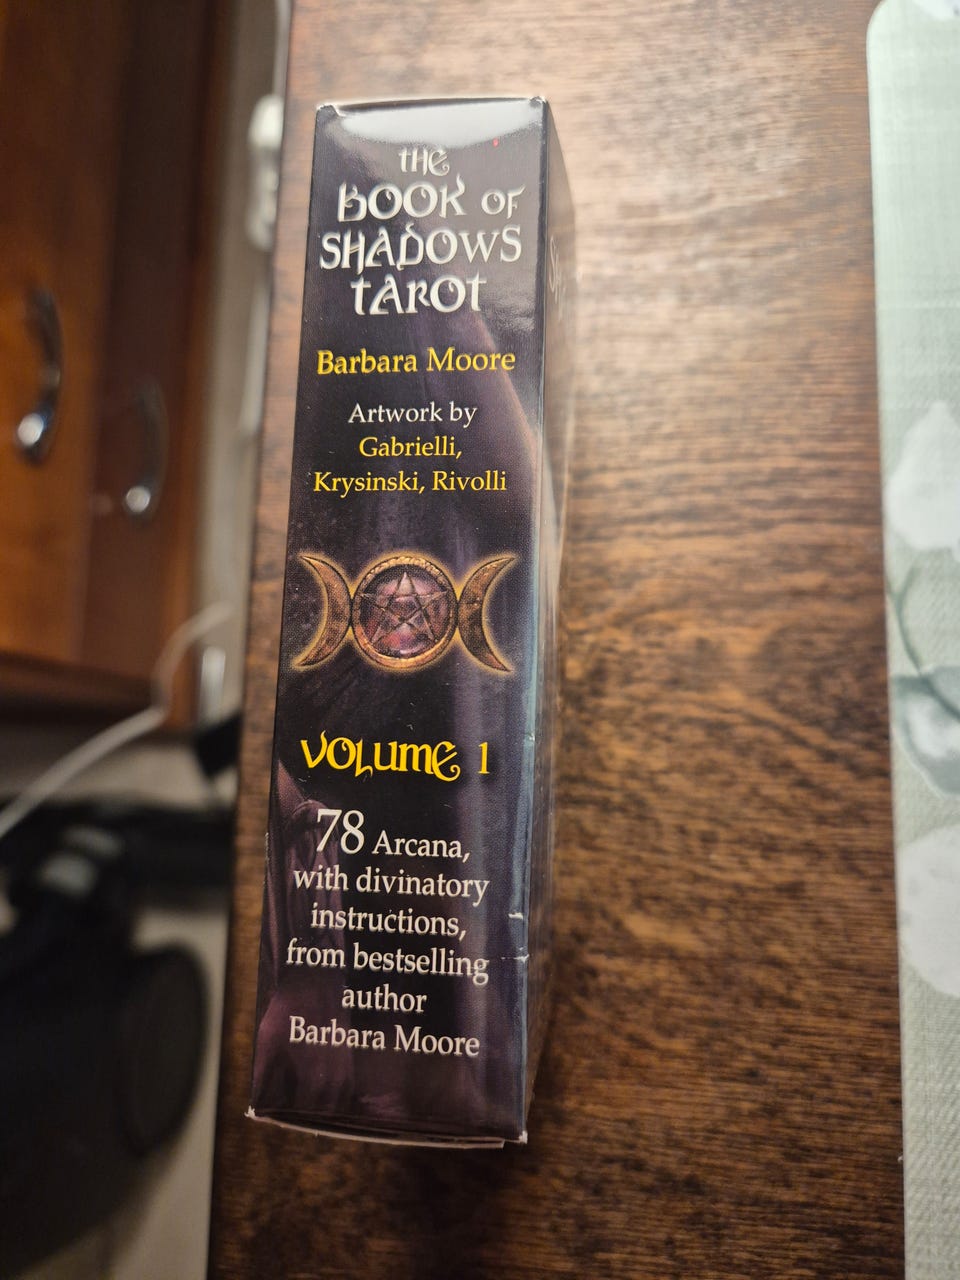 the
BOOK OF
SHADOWS
tAROt
Barbara Moore
Artwork by
Gabrielli,
Krysinski, Rivolli
VOLUME 1
78 Arcana,
with divinatory
instructions,
from bestselling
author
Barbara Moore